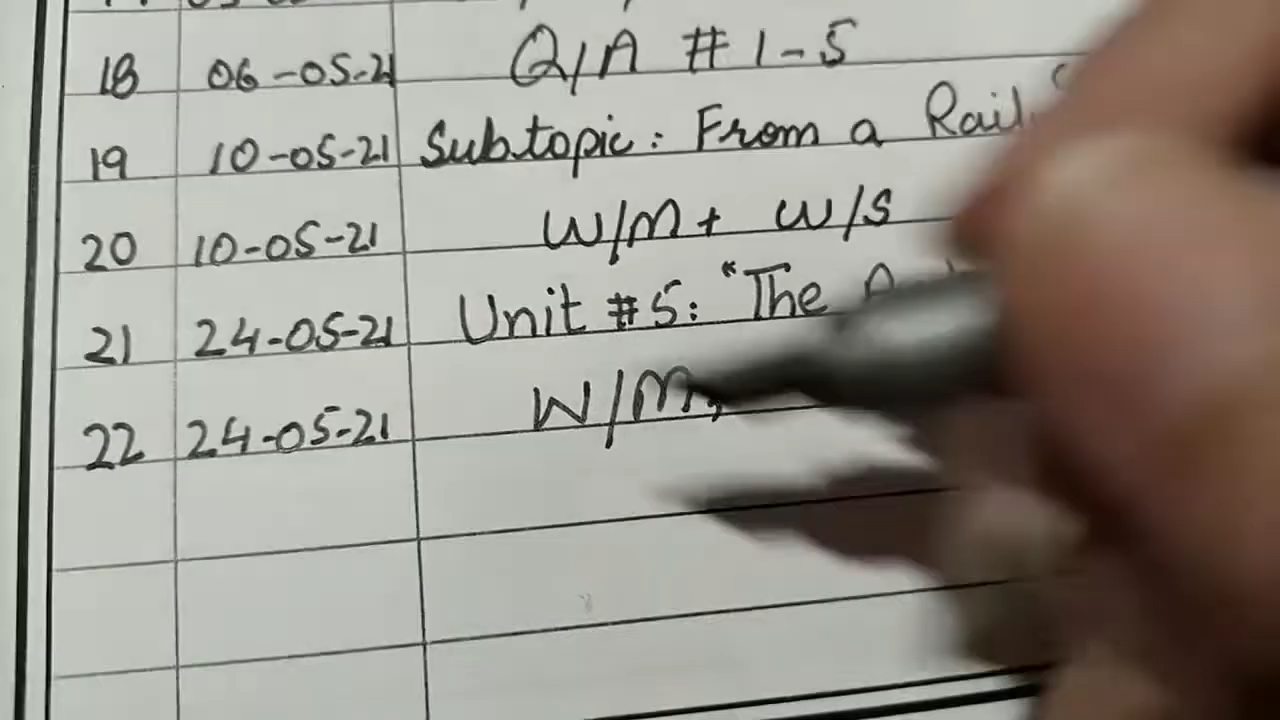 18 06-05-21 Q/A # 1-5
19 10-05-21 Subtopic: From a
20 10-05-21 W/M + W/S
21 24-05-21 Unit #5: "The
22 24-05-21 W/M,